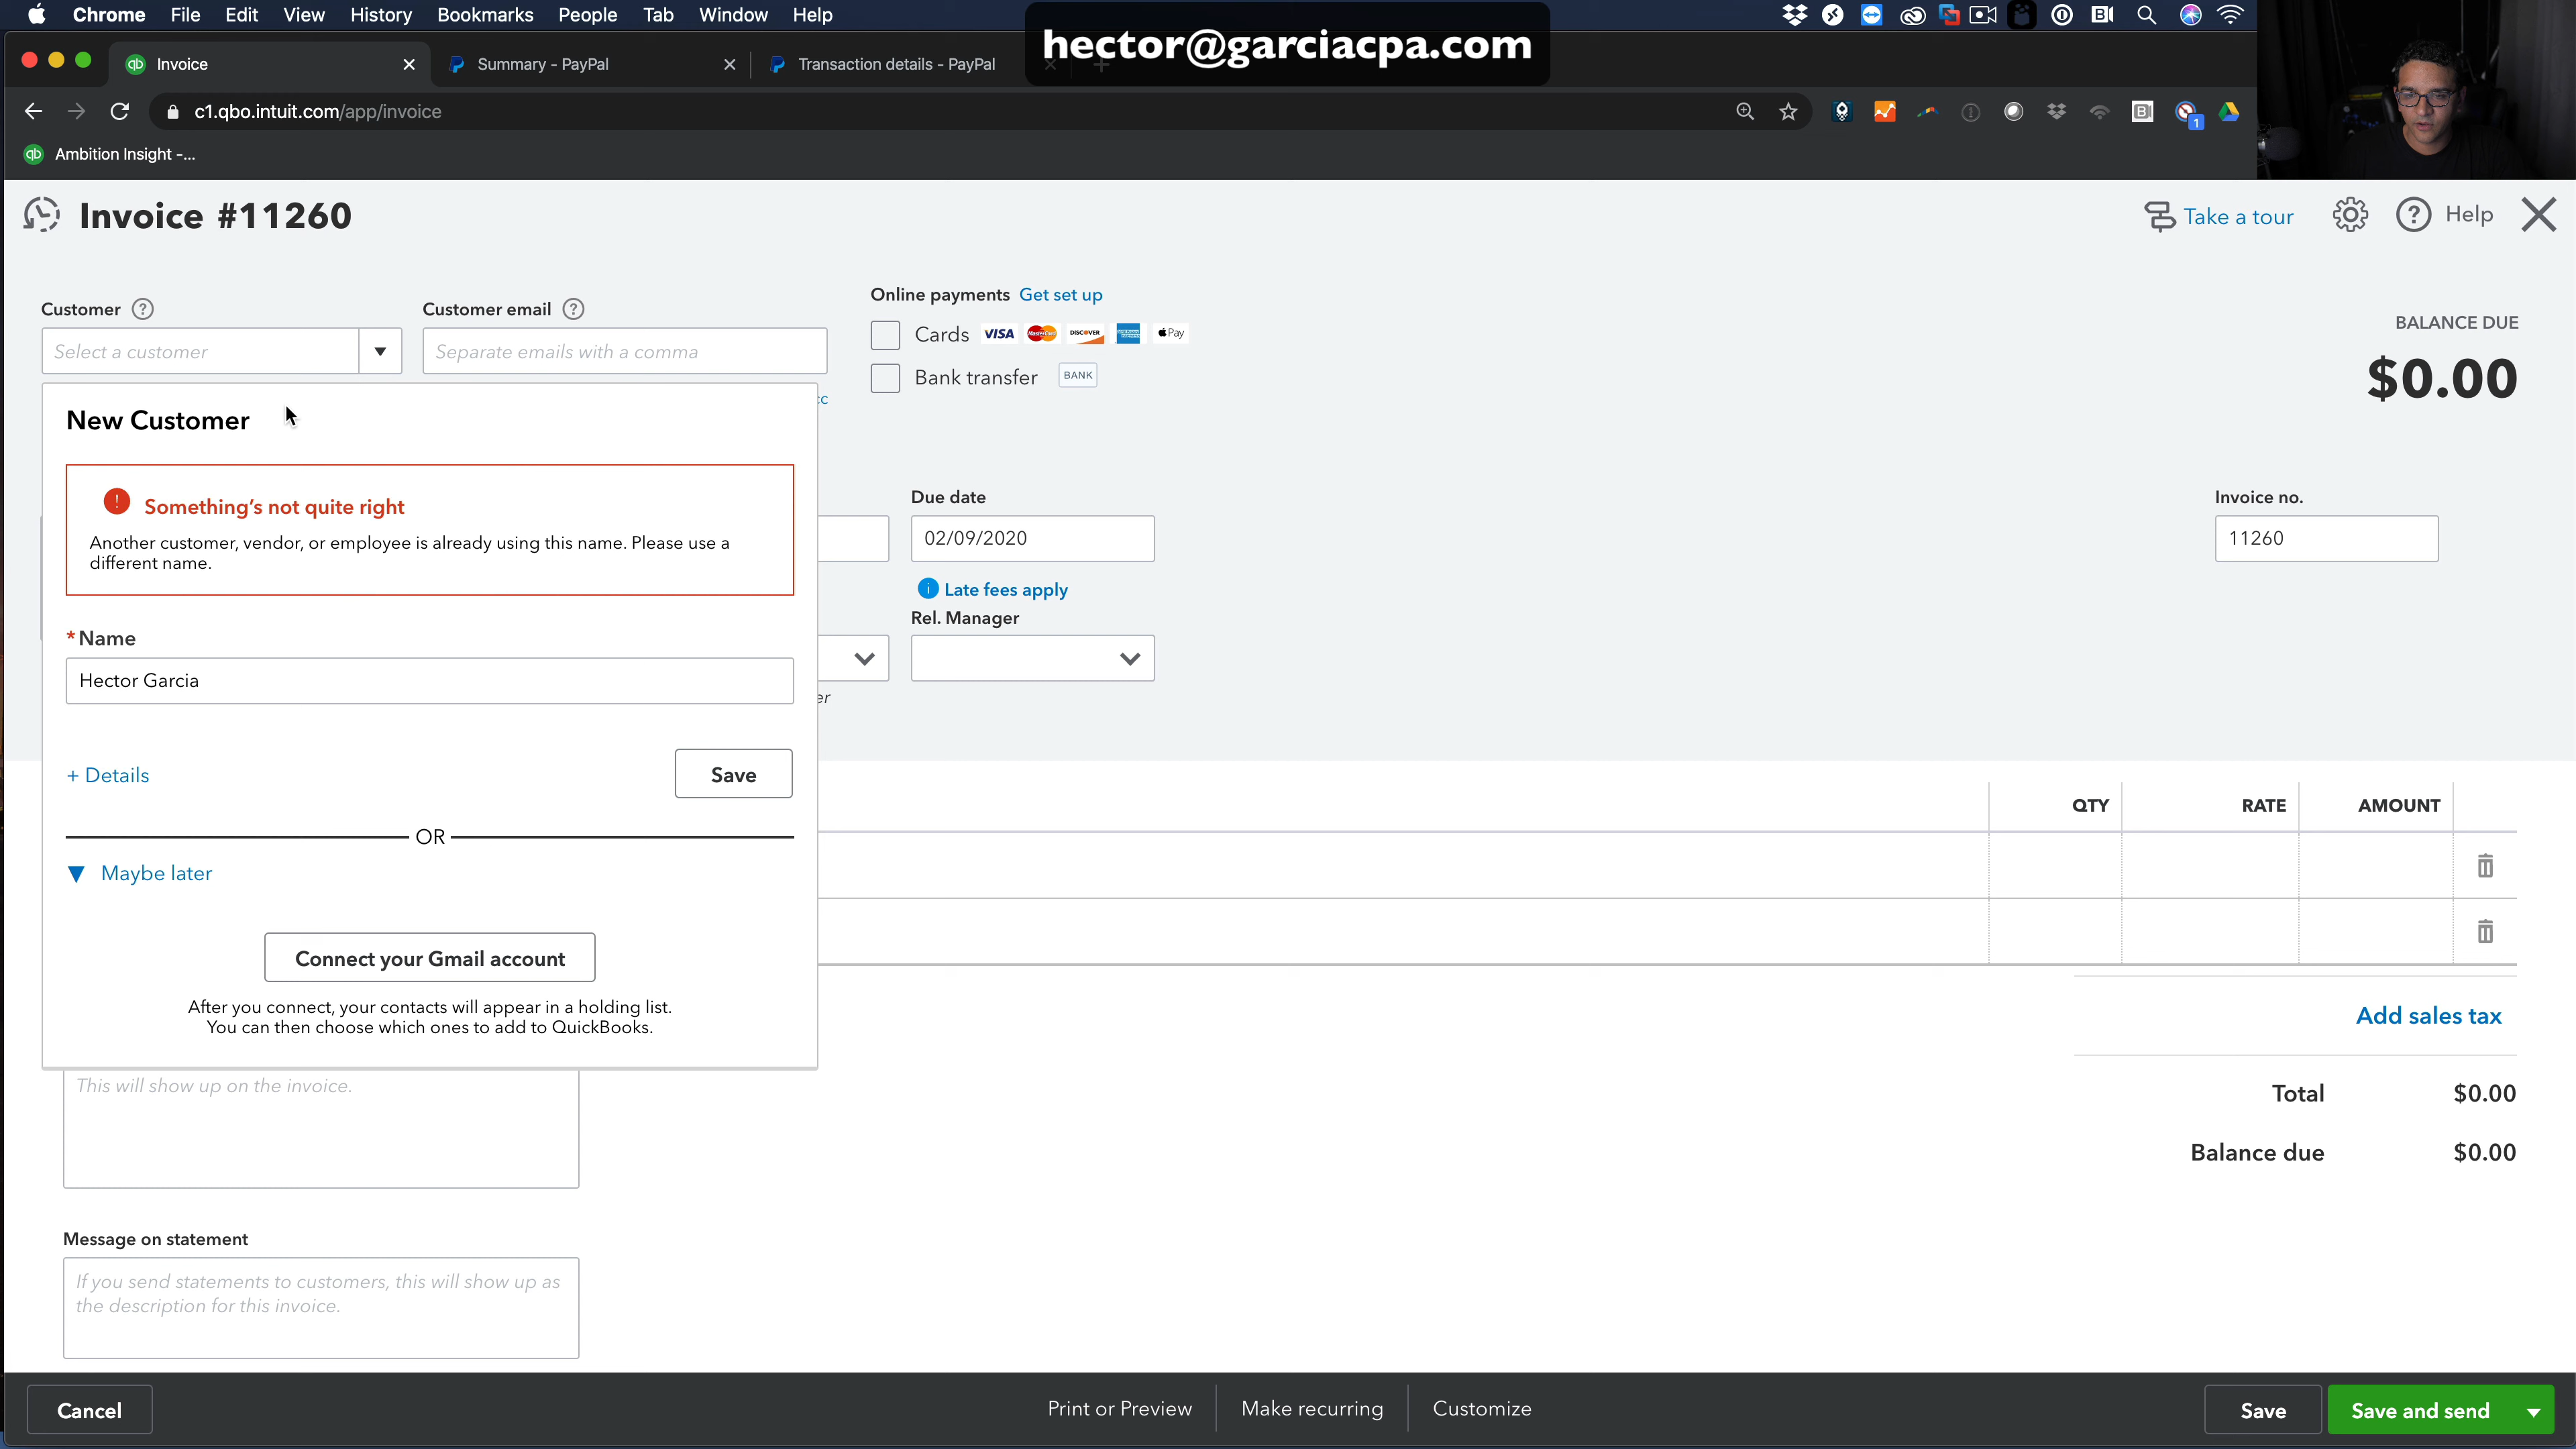 Chrome File Edit View History Bookmarks People Tab Window Help
hector@garciacpa.com
Invoice
Summary - PayPal
Transaction details - PayPal
c1.qbo.intuit.com/app/invoice
Ambition Insight -...
Invoice #11260
Take a tour
Help
Customer
Customer email
Online payments Get set up
BALANCE DUE
Select a customer
Separate emails with a comma
Cards VISA MasterCard DISCOVER Pay
Bank transfer BANK
$0.00
cc
New Customer
Something's not quite right
Another customer, vendor, or employee is already using this name. Please use a
different name.
Due date
Invoice no.
02/09/2020
11260
Late fees apply
Rel. Manager
* Name
Hector Garcia
er
+ Details
Save
QTY RATE AMOUNT
OR
Maybe later
Connect your Gmail account
After you connect, your contacts will appear in a holding list.
You can then choose which ones to add to QuickBooks.
Add sales tax
This will show up on the invoice.
Total $0.00
Balance due $0.00
Message on statement
If you send statements to customers, this will show up as
the description for this invoice.
Cancel
Print or Preview
Make recurring
Customize
Save
Save and send